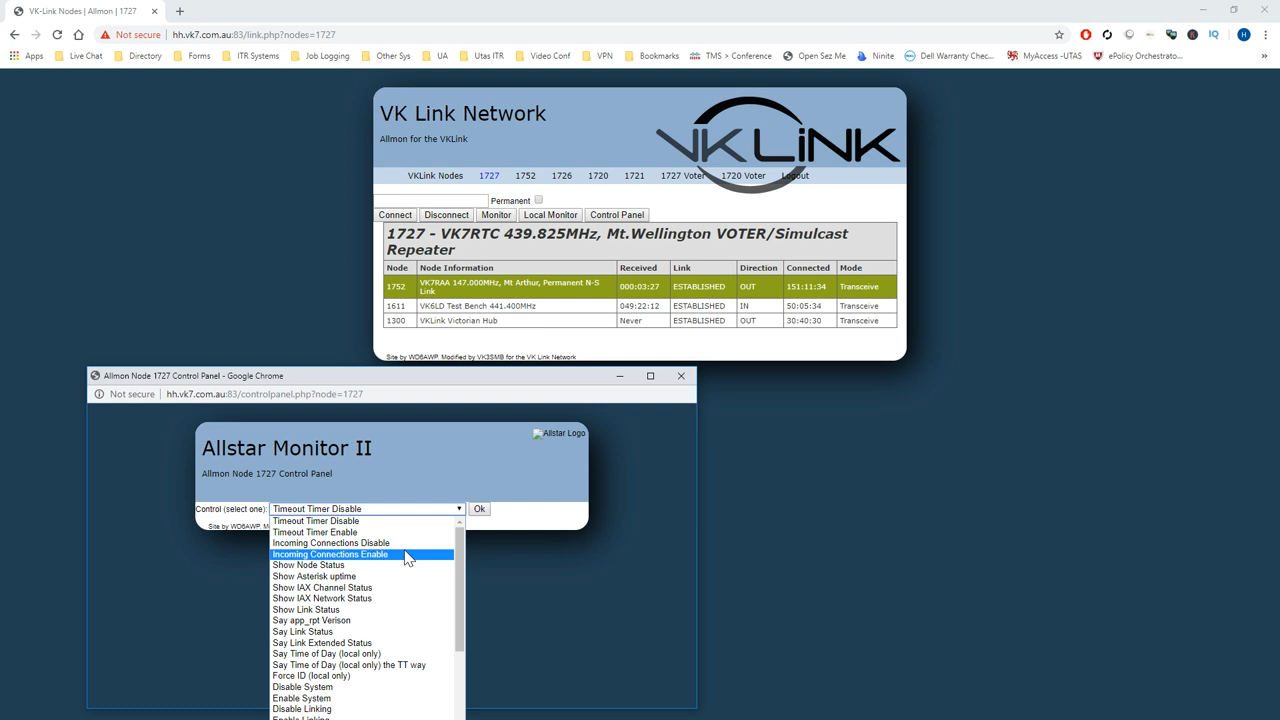 VK-Link Nodes | Allmon | 1727
Not secure | hh.vk7.com.au:83/link.php?nodes=1727
Apps Live Chat Directory Forms ITR Systems Job Logging Other Sys UA Utas ITR Video Conf VPN Bookmarks TMS > Conference Open Sez Me Ninite Dell Warranty Chec... MyAccess -UTAS ePolicy Orchestrato... »
VK Link Network
Allmon for the VKLink
VKLINK
VKLink Nodes 1727 1752 1726 1720 1721 1727 Voter 1720 Voter Logout
Permanent
Connect Disconnect Monitor Local Monitor Control Panel
1727 - VK7RTC 439.825MHz, Mt.Wellington VOTER/Simulcast
Repeater
Node Node Information Received Link Direction Connected Mode
1752 VK7RAA 147.000MHz, Mt Arthur, Permanent N-S Link 000:03:27 ESTABLISHED OUT 151:11:34 Transceive
1611 VK6LD Test Bench 441.400MHz 049:22:12 ESTABLISHED IN 50:05:34 Transceive
1300 VKLink Victorian Hub Never ESTABLISHED OUT 30:40:30 Transceive
Site by WD6AWP. Modified by VK3SMB for the VK Link Network
Allmon Node 1727 Control Panel - Google Chrome
Not secure | hh.vk7.com.au:83/controlpanel.php?node=1727
Allstar Logo
Allstar Monitor II
Allmon Node 1727 Control Panel
Control (select one): Timeout Timer Disable Ok
Site by WD6AWP, M
Timeout Timer Disable
Timeout Timer Enable
Incoming Connections Disable
Incoming Connections Enable
Show Node Status
Show Asterisk uptime
Show IAX Channel Status
Show IAX Network Status
Show Link Status
Say app_rpt Verison
Say Link Status
Say Link Extended Status
Say Time of Day (local only)
Say Time of Day (local only) the TT way
Force ID (local only)
Disable System
Enable System
Disable Linking
Enable Linking